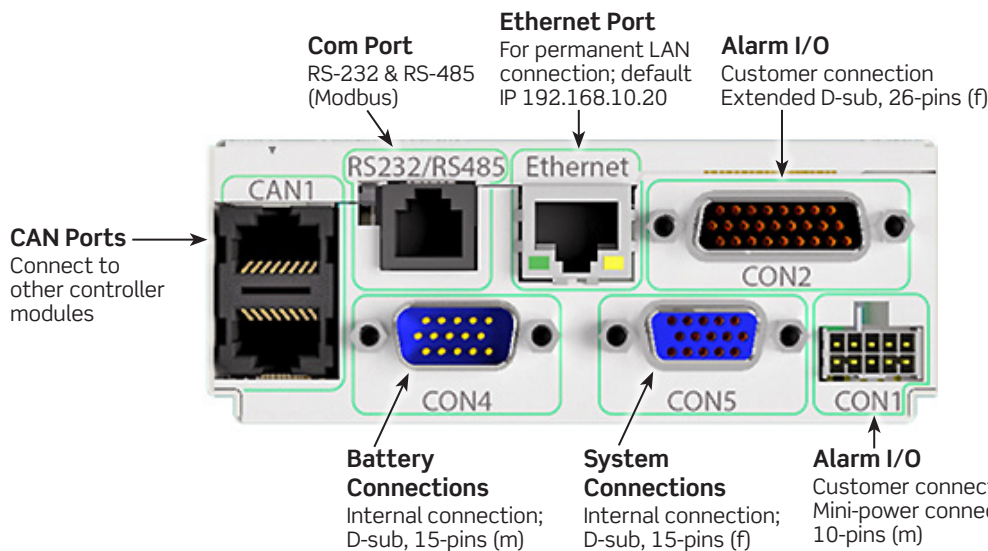 Com Port
RS-232 & RS-485
(Modbus)
Ethernet Port
For permanent LAN
connection; default
IP 192.168.10.20
Alarm I/O
Customer connection
Extended D-sub, 26-pins (f)
CAN Ports
Connect to
other controller
modules
CAN1
RS232/RS485
Ethernet
CON2
CON4
CON5
CON1
Battery
Connections
Internal connection;
D-sub, 15-pins (m)
System
Connections
Internal connection;
D-sub, 15-pins (f)
Alarm I/O
Customer
Mini-power
10-pins (m)